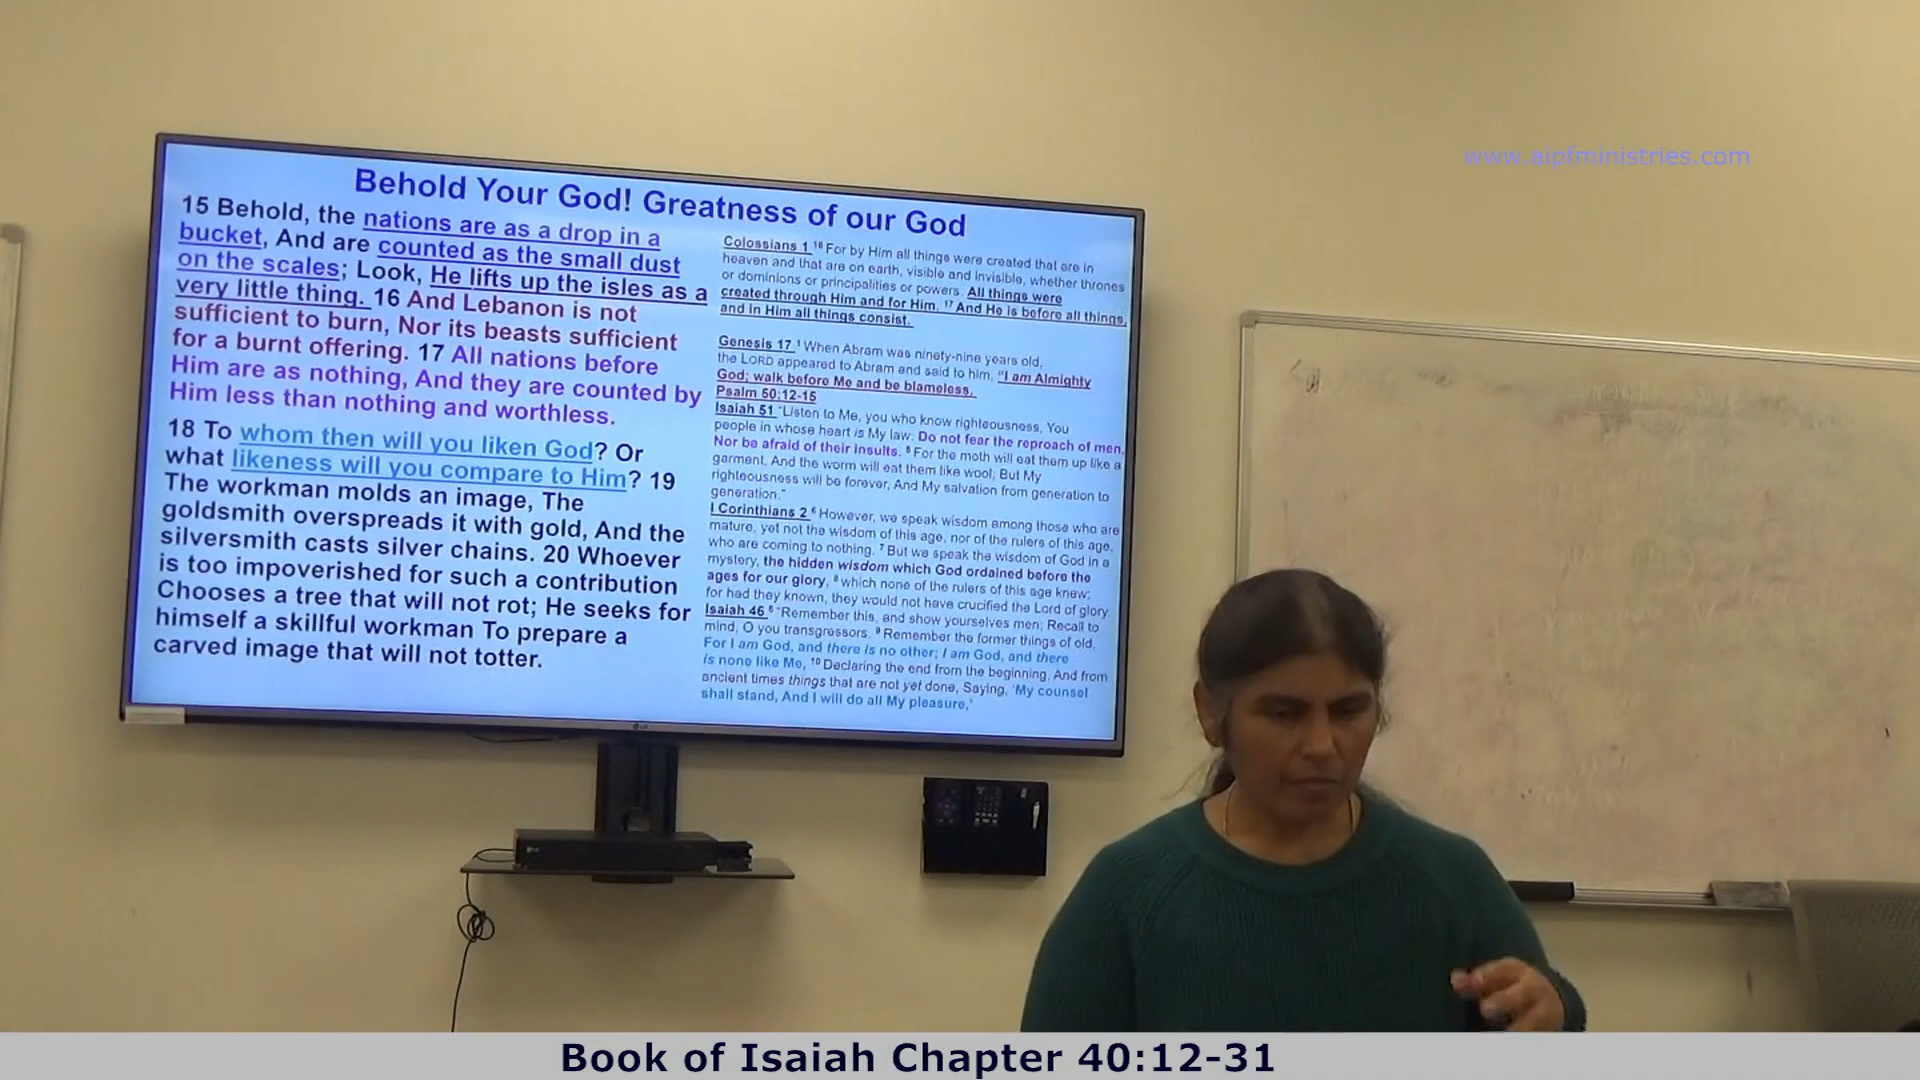 www.aipfministries.com
Behold Your God! Greatness of our God
15 Behold, the nations are as a drop in a
bucket, And are counted as the small dust
on the scales; Look, He lifts up the isles as a
very little thing. 16 And Lebanon is not
sufficient to burn, Nor its beasts sufficient
for a burnt offering. 17 All nations before
Him are as nothing, And they are counted by
Him less than nothing and worthless.
18 To whom then will you liken God? Or
what likeness will you compare to Him? 19
The workman molds an image, The
goldsmith overspreads it with gold, And the
silversmith casts silver chains. 20 Whoever
is too impoverished for such a contribution
Chooses a tree that will not rot; He seeks for
himself a skillful workman To prepare a
carved image that will not totter.
Colossians 1 16 For by Him all things were created that are in
heaven and that are on earth, visible and invisible, whether thrones
or dominions or principalities or powers. All things were
created through Him and for Him. 17 And He is before all things,
and in Him all things consist.
Genesis 17 1 When Abram was ninety-nine years old,
the LORD appeared to Abram and said to him, "I am Almighty
God; walk before Me and be blameless.
Psalm 50:12-15
Isaiah 51 "Listen to Me, you who know righteousness, You
people in whose heart is My law: Do not fear the reproach of men,
Nor be afraid of their insults. 8 For the moth will eat them up like a
garment, And the worm will eat them like wool; But My
righteousness will be forever, And My salvation from generation to
generation."
I Corinthians 2 6 However, we speak wisdom among those who are
mature, yet not the wisdom of this age, nor of the rulers of this age,
who are coming to nothing. 7 But we speak the wisdom of God in a
mystery, the hidden wisdom which God ordained before the
ages for our glory, 8 which none of the rulers of this age knew;
for had they known, they would not have crucified the Lord of glory
Isaiah 46 8 "Remember this, and show yourselves men; Recall to
mind, O you transgressors. 9 Remember the former things of old,
For I am God, and there is no other; I am God, and there
is none like Me, 10 Declaring the end from the beginning, And from
ancient times things that are not yet done, Saying, 'My counsel
shall stand, And I will do all My pleasure,'
LG
LG
Book of Isaiah Chapter 40:12-31